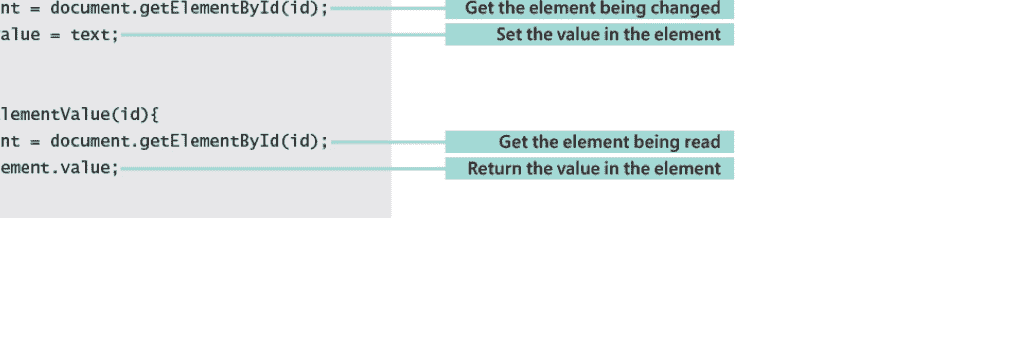 nt = document.getElementById(id); Get the element being changed
alue = text; Set the value in the element
lementValue(id){
nt = document.getElementById(id); Get the element being read
ement.value; Return the value in the element